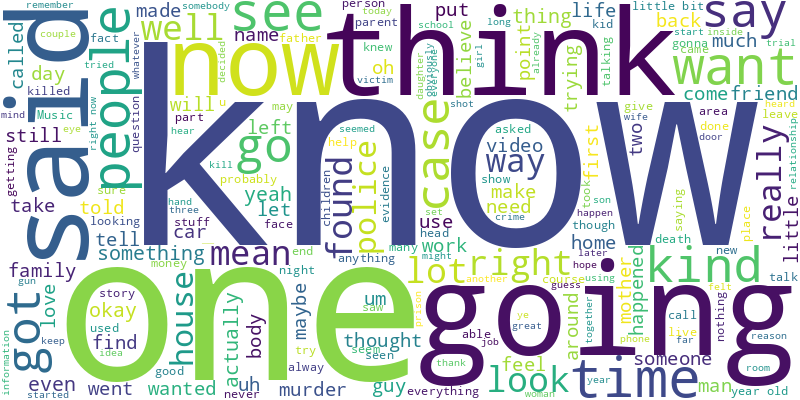 know
think
one
going
said
now
see
say
want
people
well
go
time
kind
really
right
case
way
look
lot
mean
got
police
found
house
called
day
name
made
put
thing
life
back
much
come
friend
person
parent
knew
oh
believe
point
trying
kid
talking
little bit
start
gonna
came
inside
trial
somebody
couple
remember
fact
tried
father
today
school
long
already
mind
killed
Music
eye
right now
question
whatever
decided
u
will
part
may
left
hear
daughter
victim
obviously
everyone
girl
shot
give
wife
area
done
door
heard
leave
relationship
still
getting
sure
told
hand
three
kill
seemed
help
asked
video
show
make
need
first
two
took
son
happen
though
saying
place
little
take
looking
stuff
car
yeah
let
probably
face
children
evidence
use
set
crime
head
home
death
new
tell
something
family
gun
money
night
end
anything
many
might
work
later
hope
using
another
course
guess
around
mother
happened
call
live
phone
far
felt
nothing
talk
reason
room
love
story
okay
used
find
keep
idea
information
even
started
went
good
wanted
actually
uh
never
body
maybe
try
murder
alway
um
saw
thought
seem
seen
guy
prison
feel
able
job
thank
everything
ye
great
woman
together
year
someone
man
year old